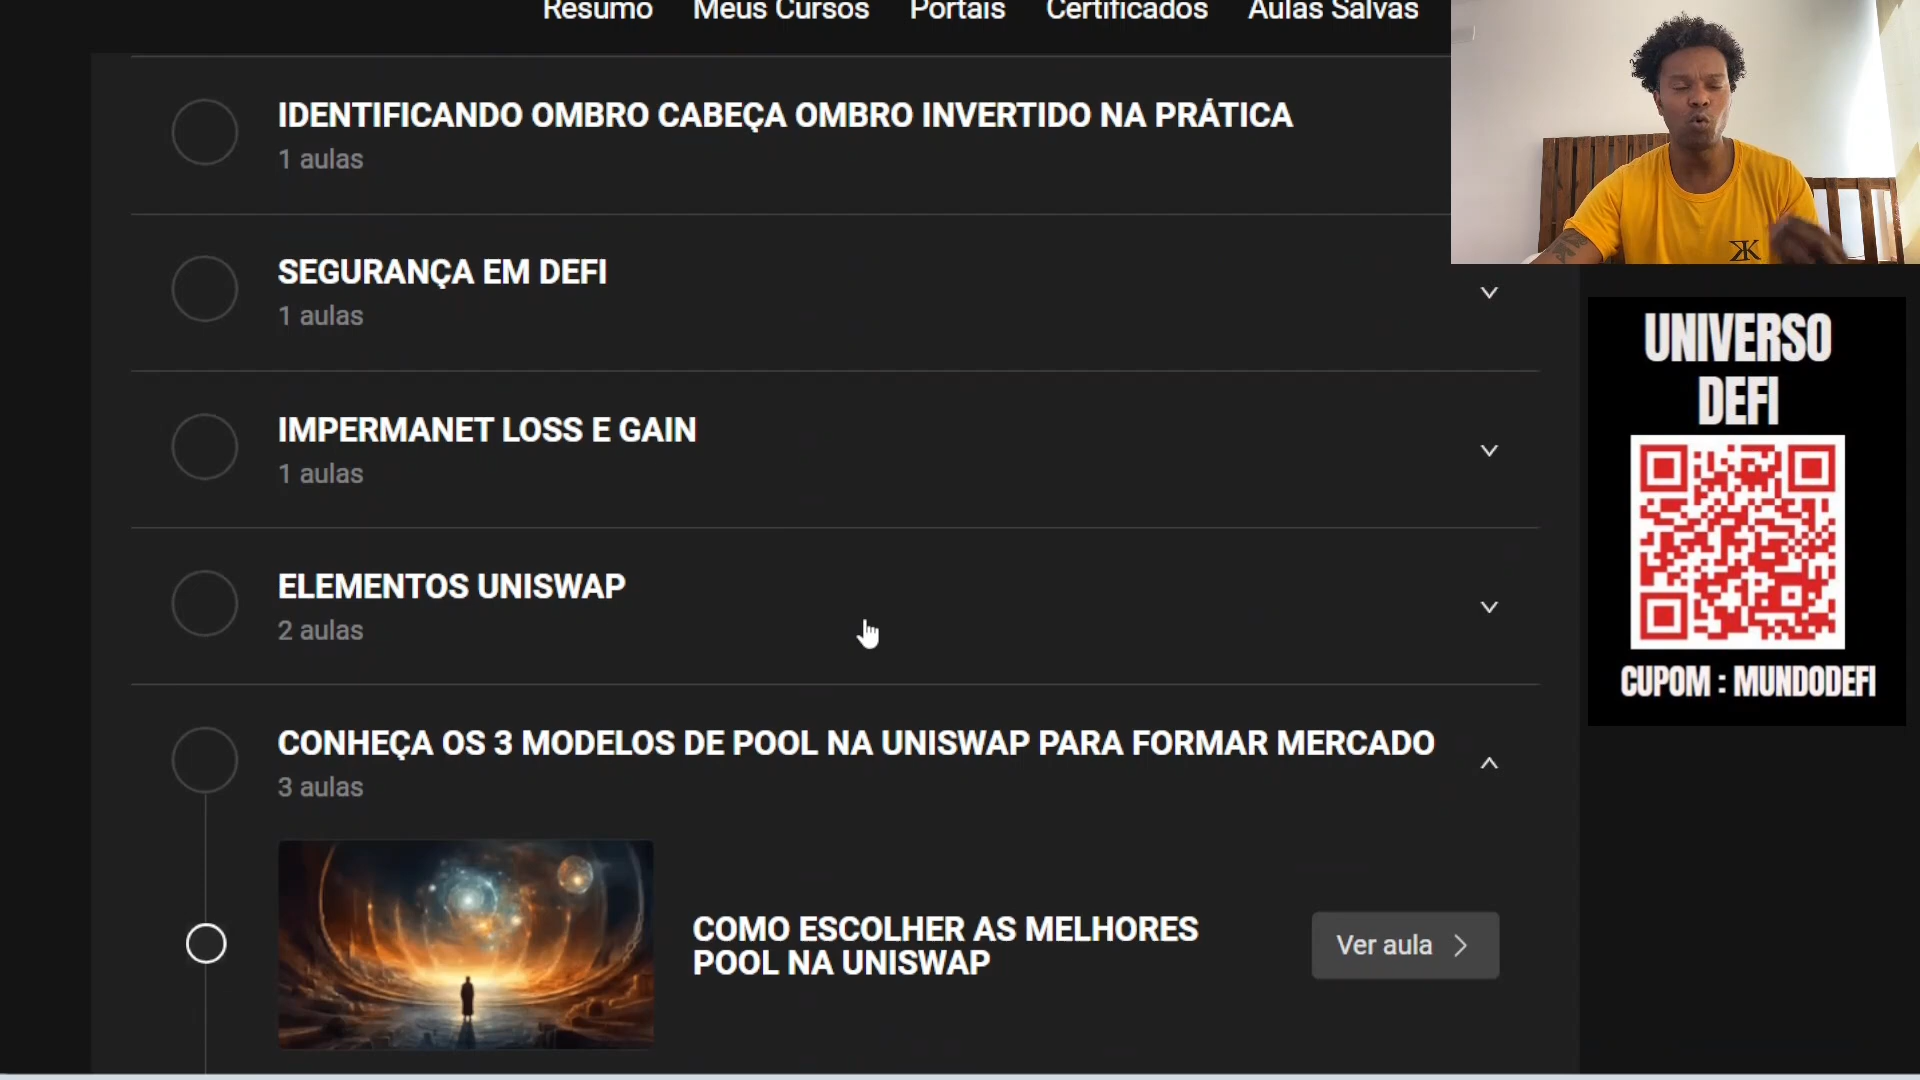 Resumo Meus Cursos Portais Certificados Aulas Salvas
IDENTIFICANDO OMBRO CABEÇA OMBRO INVERTIDO NA PRÁTICA
1 aulas
SEGURANÇA EM DEFI
1 aulas
IMPERMANET LOSS E GAIN
1 aulas
ELEMENTOS UNISWAP
2 aulas
CONHEÇA OS 3 MODELOS DE POOL NA UNISWAP PARA FORMAR MERCADO
3 aulas
COMO ESCOLHER AS MELHORES
POOL NA UNISWAP
Ver aula
UNIVERSO
DEFI
CUPOM : MUNDODEFI